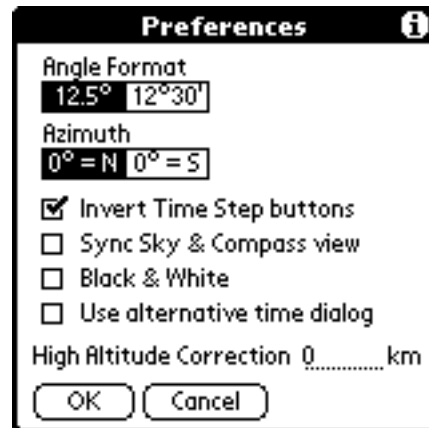 Preferences i
Angle Format
12.5° 12°30'
Azimuth
0° = N 0° = S
Invert Time Step buttons
Sync Sky & Compass view
Black & White
Use alternative time dialog
High Altitude Correction 0 km
OK Cancel